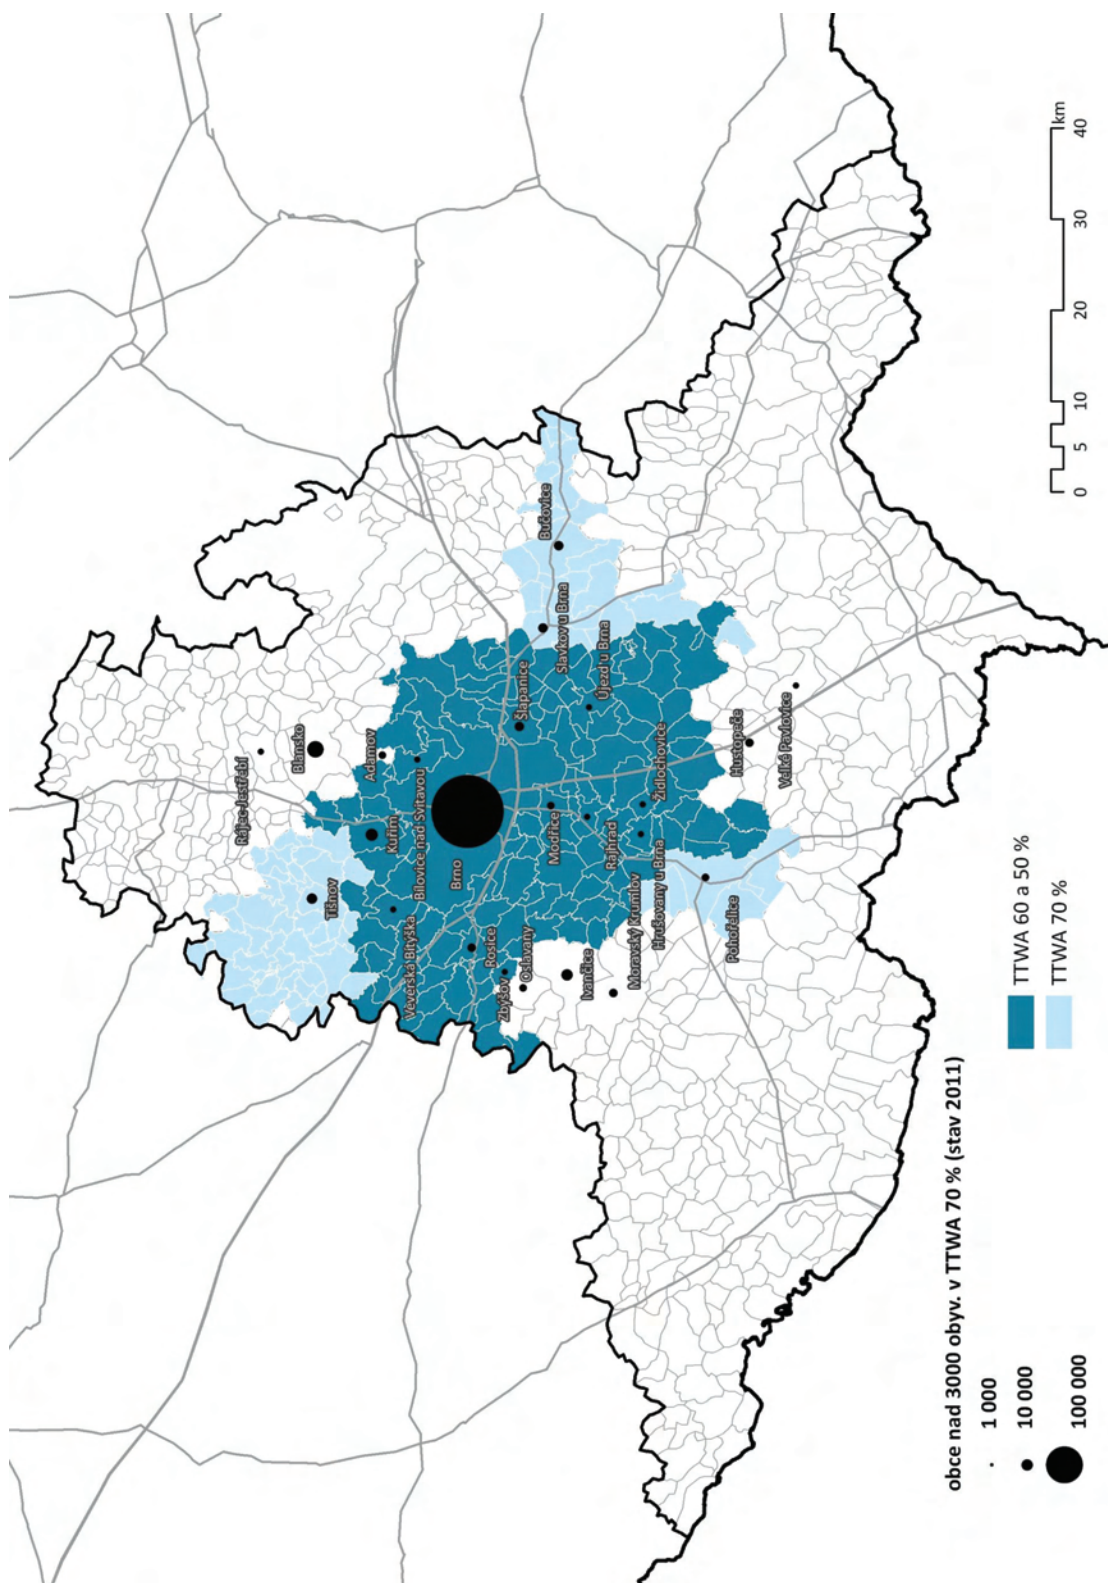 Rájec-Jestřebí
Blansko
Tišnov
Adamov
Kuřim
Veverská Bítýška
Bílovice nad Svitavou
Brno
Rosice
Zbýšov
Šlapanice
Oslavany
Bučovice
Modřice
Slavkov u Brna
Ivančice
Újezd u Brna
Rajhrad
Moravský Krumlov
Hrušovany u Brna
Židlochovice
Pohořelice
Hustopeče
Velké Pavlovice
obce nad 3000 obyv. v TTWA 70 % (stav 2011)
1 000
10 000
100 000
TTWA 60 a 50 %
TTWA 70 %
km
0 5 10 20 30 40